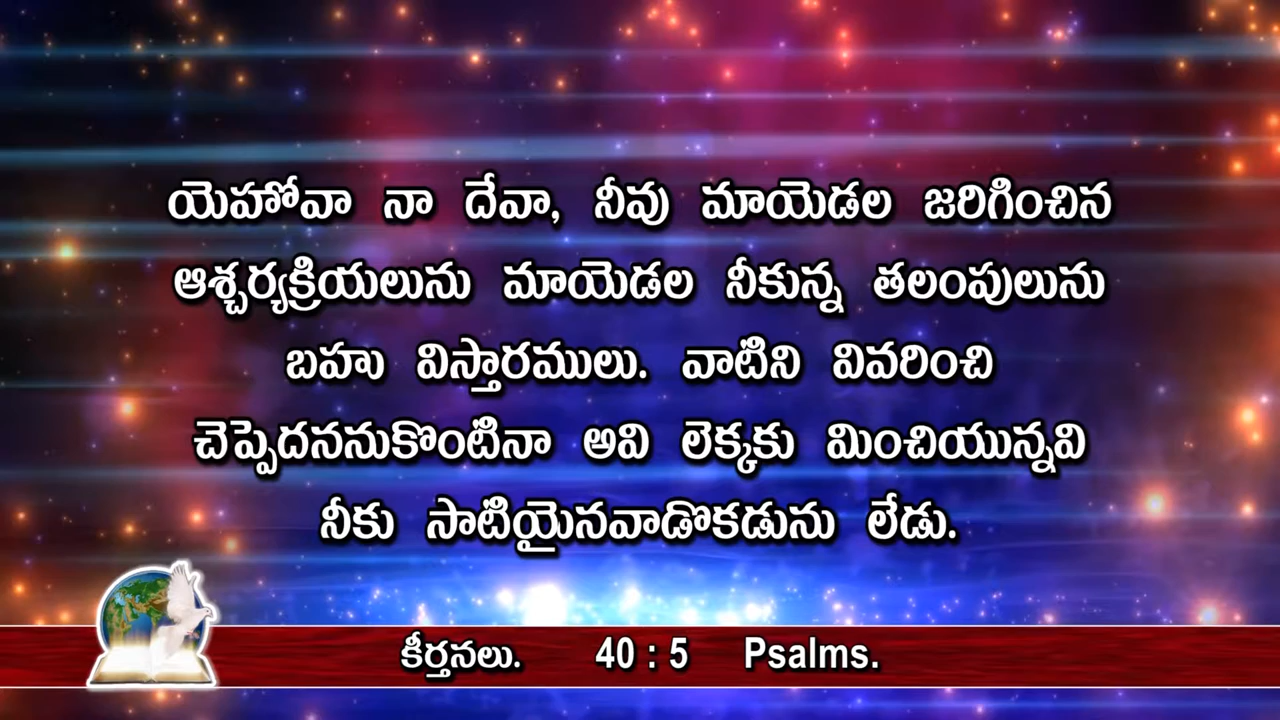 యెహోవా నా దేవా, నీవు మాయెడల జరిగించిన
ఆశ్చర్యక్రియలును మాయెడల నీకున్న తలంపులును
బహు విస్తారములు. వాటిని వివరించి
చెప్పెదననుకొంటినా అవి లెక్కకు మించియున్నవి
నీకు సాటియైనవాడొకడును లేడు.
కీర్తనలు. 40 : 5 Psalms.